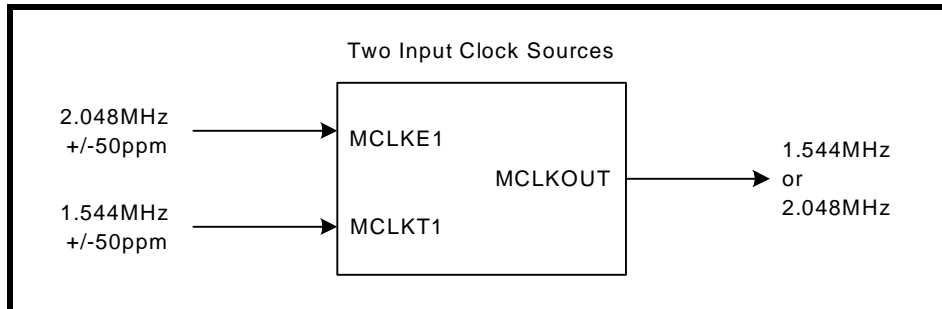 Two Input Clock Sources
2.048MHz
+/-50ppm
MCLKE1
MCLKOUT
1.544MHz
or
2.048MHz
1.544MHz
+/-50ppm
MCLKT1